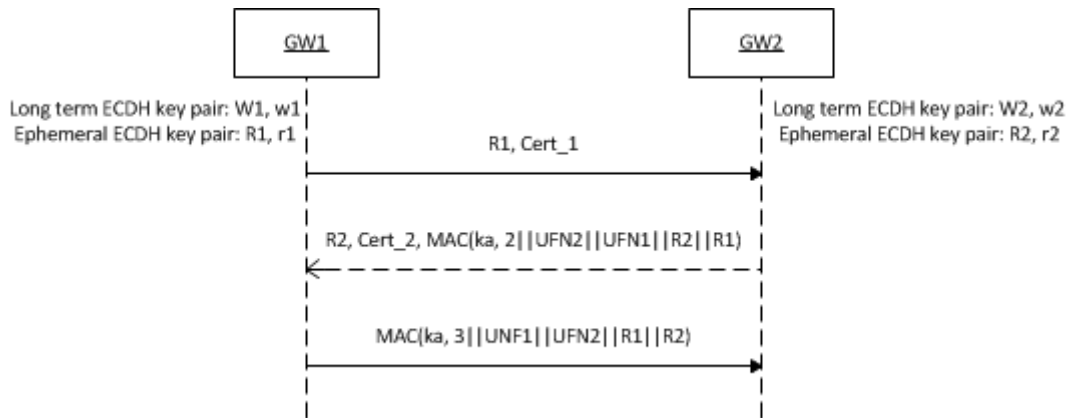 GW1
GW2
Long term ECDH key pair: W1, w1
Ephemeral ECDH key pair: R1, r1
Long term ECDH key pair: W2, w2
Ephemeral ECDH key pair: R2, r2
R1, Cert_1
R2, Cert_2, MAC(ka, 2||UFN2||UFN1||R2||R1)
MAC(ka, 3||UNF1||UFN2||R1||R2)